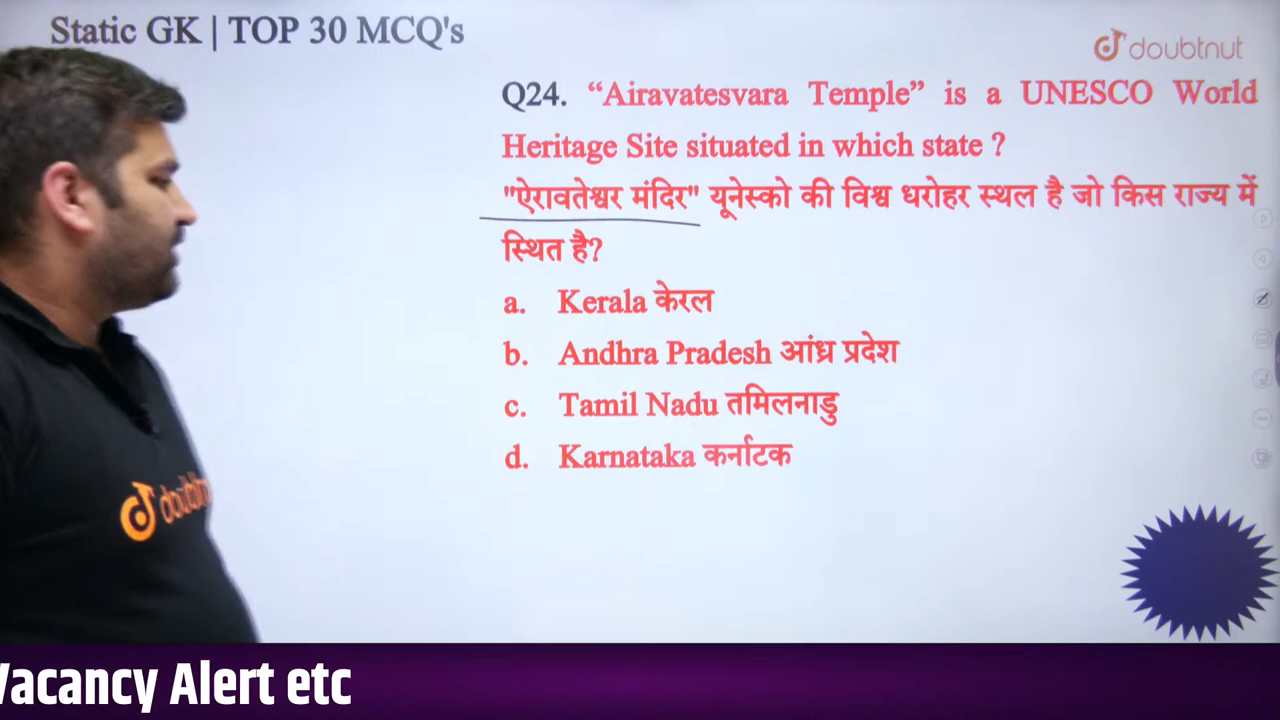 Static GK | TOP 30 MCQ's
doubtnut
Q24. “Airavatesvara Temple” is a UNESCO World
Heritage Site situated in which state ?
"ऐरावतेश्वर मंदिर" यूनेस्को की विश्व धरोहर स्थल है जो किस राज्य में
स्थित है?
a. Kerala केरल
b. Andhra Pradesh आंध्र प्रदेश
c. Tamil Nadu तमिलनाडु
d. Karnataka कर्नाटक
Vacancy Alert etc